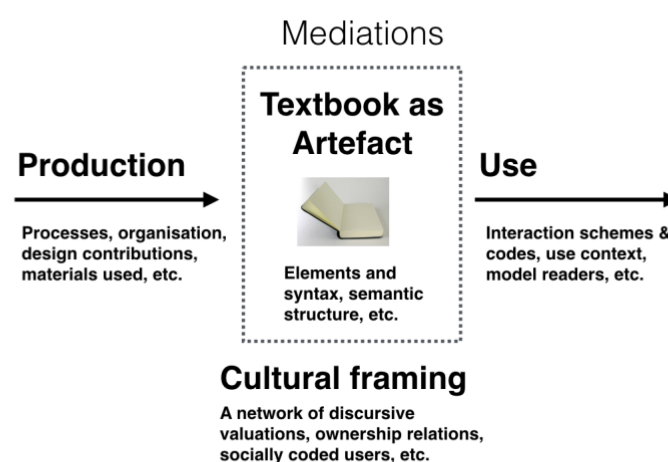 Mediations
Textbook as
Artefact
Production
Processes, organisation,
design contributions,
materials used, etc.
Elements and
syntax, semantic
structure, etc.
Use
Interaction schemes &
codes, use context,
model readers, etc.
Cultural framing
A network of discursive
valuations, ownership relations,
socially coded users, etc.